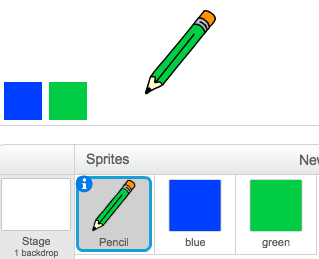 Sprites
Ne
Pencil
blue
green
Stage
1 backdrop